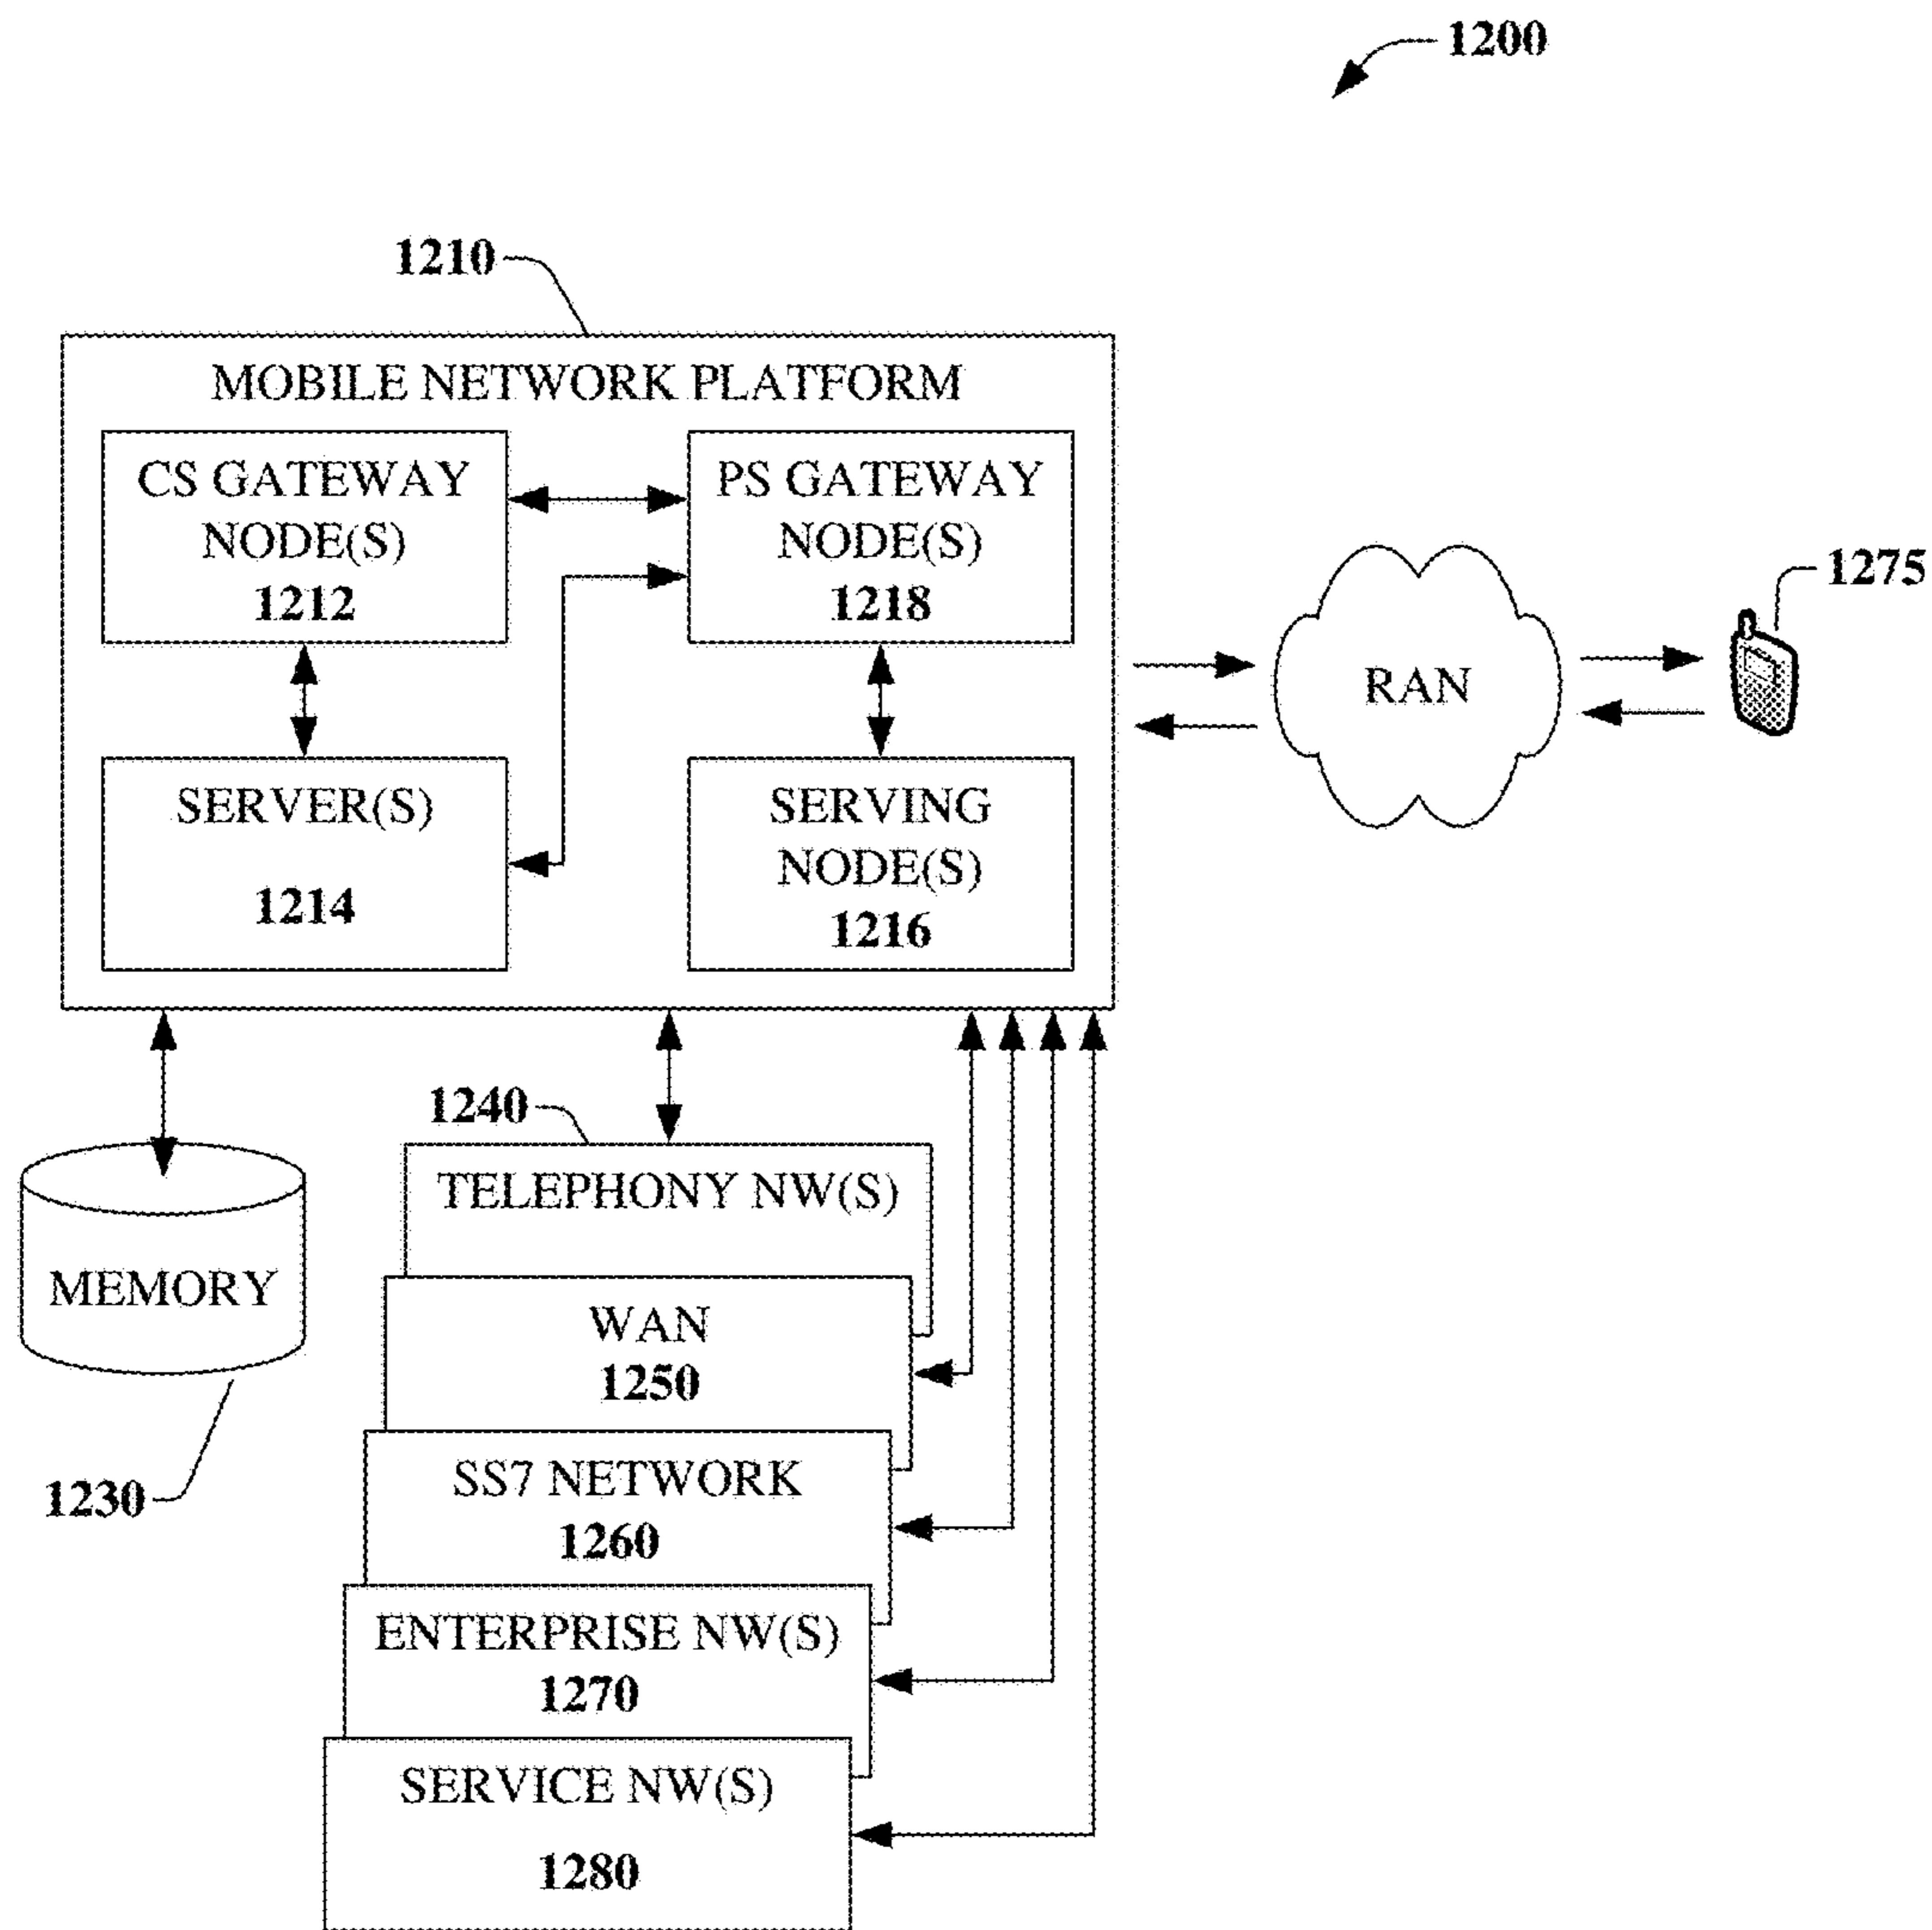 1200
1210
MOBILE NETWORK PLATFORM
CS GATEWAY
NODE(S)
1212
PS GATEWAY
NODE(S)
1218
SERVER(S)
1214
SERVING
NODE(S)
1216
RAN
1275
1240
TELEPHONY NW(S)
MEMORY
1230
WAN
1250
SS7 NETWORK
1260
ENTERPRISE NW(S)
1270
SERVICE NW(S)
1280